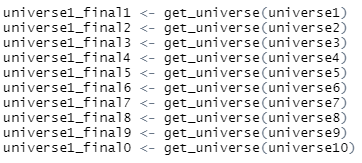 universe1_final1 <- get_universe(universe1)
universe1_final2 <- get_universe(universe2)
universe1_final3 <- get_universe(universe3)
universe1_final4 <- get_universe(universe4)
universe1_final5 <- get_universe(universe5)
universe1_final6 <- get_universe(universe6)
universe1_final7 <- get_universe(universe7)
universe1_final8 <- get_universe(universe8)
universe1_final9 <- get_universe(universe9)
universe1_final0 <- get_universe(universe10)